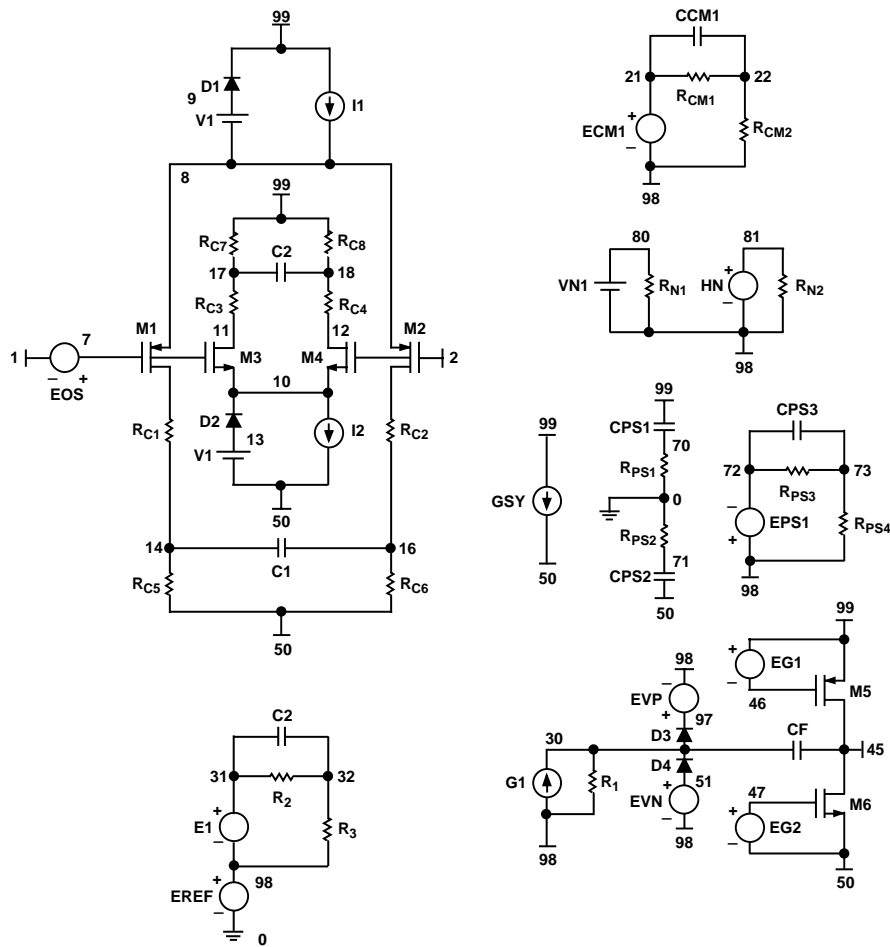 99
D1
9
V1
I1
8
99
RC7
RC8
C2
17
18
RC3
RC4
M1
11
12
M2
7
1
M3
M4
2
− +
EOS
10
D2
RC1
13
I2
RC2
V1
50
14
16
C1
RC5
RC6
50
C2
31
32
R2
+
E1
−
R3
98
+
EREF
−
0
CCM1
21
22
RCM1
+
ECM1
−
RCM2
98
80
81
VN1
RN1
+
HN
−
RN2
98
99
99
CPS1
CPS3
70
RPS1
72
73
RPS3
GSY
0
−
EPS1
+
RPS2
RPS4
71
CPS2
50
50
98
99
+
EG1
−
98
−
EVP
+
M5
46
97
30
D3
CF
45
D4
G1
R1
51
47
+
EVN
−
M6
+
EG2
−
98
98
50